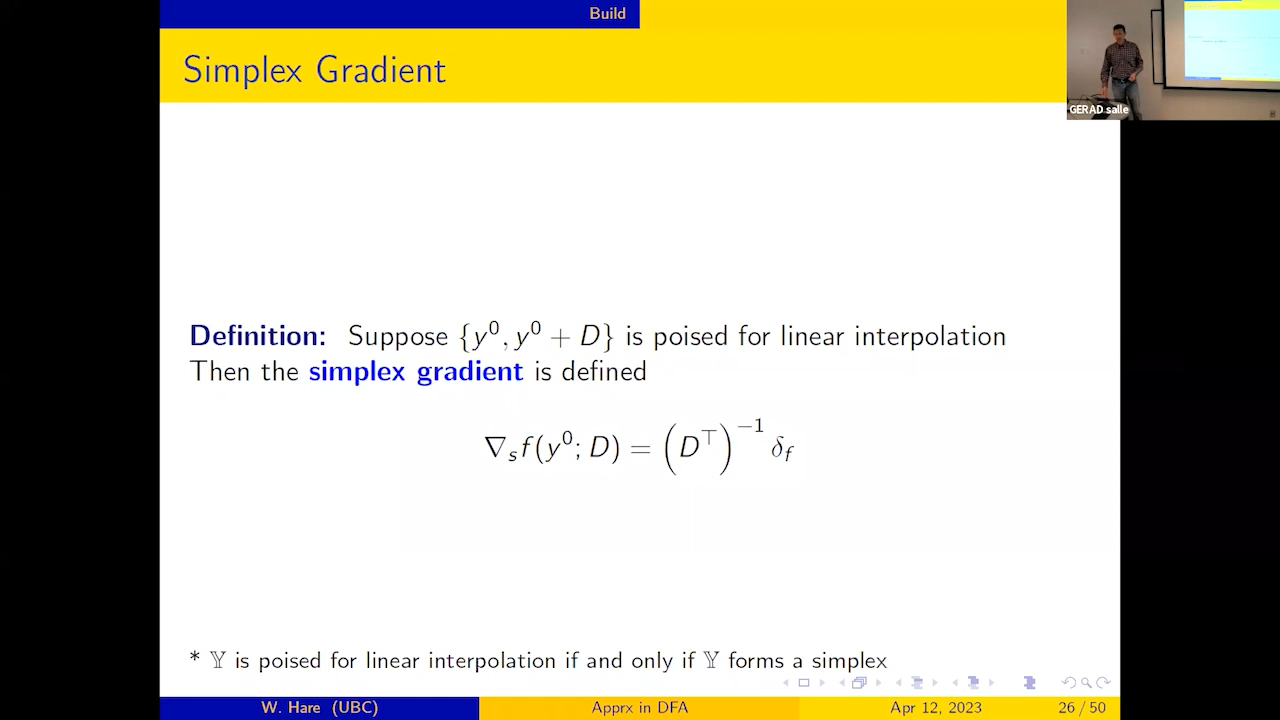 Build
Simplex Gradient
GERAD salle
Definition: Suppose {y⁰, y⁰ + D} is poised for linear interpolation
Then the simplex gradient is defined
∇ₛf(y⁰; D) = (D⊤)⁻¹ δ_f
* 𝕐 is poised for linear interpolation if and only if 𝕐 forms a simplex
W. Hare (UBC) Apprx in DFA Apr 12, 2023 26 / 50